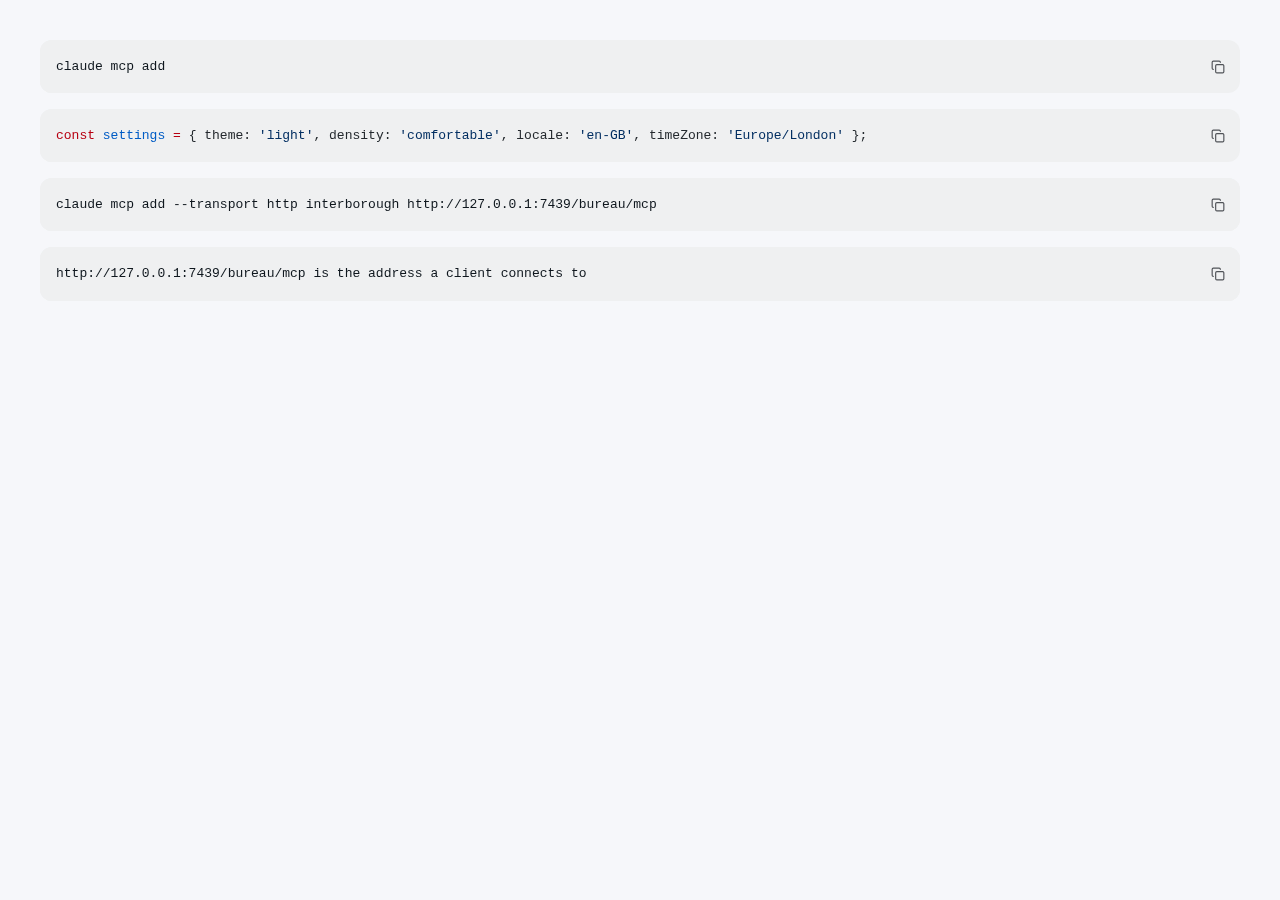 claude mcp add
const settings = { theme: 'light', density: 'comfortable', locale: 'en-GB', timeZone: 'Europe/London' };
claude mcp add --transport http interborough http://127.0.0.1:7439/bureau/mcp
http://127.0.0.1:7439/bureau/mcp is the address a client connects to